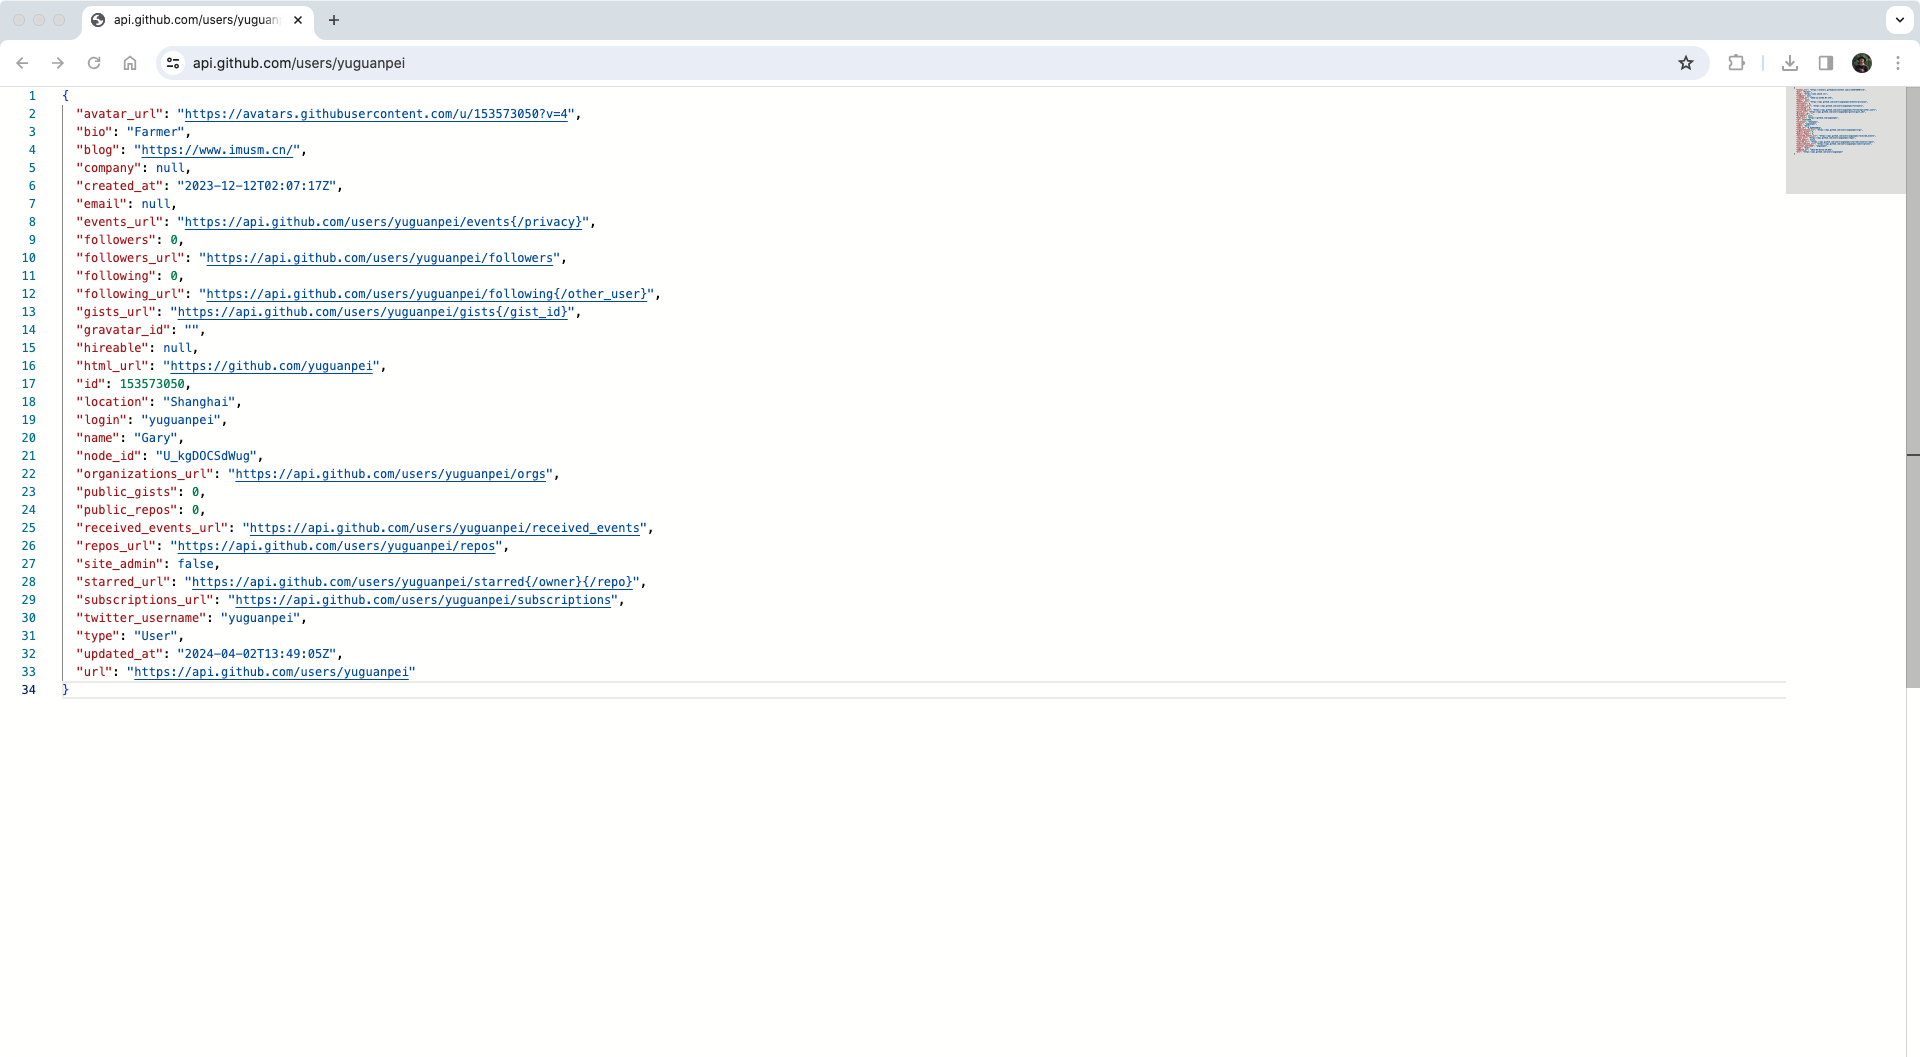 api.github.com/users/yuguan
api.github.com/users/yuguanpei
1 {
2 "avatar_url": "https://avatars.githubusercontent.com/u/153573050?v=4",
3 "bio": "Farmer",
4 "blog": "https://www.imusm.cn/",
5 "company": null,
6 "created_at": "2023-12-12T02:07:17Z",
7 "email": null,
8 "events_url": "https://api.github.com/users/yuguanpei/events{/privacy}",
9 "followers": 0,
10 "followers_url": "https://api.github.com/users/yuguanpei/followers",
11 "following": 0,
12 "following_url": "https://api.github.com/users/yuguanpei/following{/other_user}",
13 "gists_url": "https://api.github.com/users/yuguanpei/gists{/gist_id}",
14 "gravatar_id": "",
15 "hireable": null,
16 "html_url": "https://github.com/yuguanpei",
17 "id": 153573050,
18 "location": "Shanghai",
19 "login": "yuguanpei",
20 "name": "Gary",
21 "node_id": "U_kgDOCSdWug",
22 "organizations_url": "https://api.github.com/users/yuguanpei/orgs",
23 "public_gists": 0,
24 "public_repos": 0,
25 "received_events_url": "https://api.github.com/users/yuguanpei/received_events",
26 "repos_url": "https://api.github.com/users/yuguanpei/repos",
27 "site_admin": false,
28 "starred_url": "https://api.github.com/users/yuguanpei/starred{/owner}{/repo}",
29 "subscriptions_url": "https://api.github.com/users/yuguanpei/subscriptions",
30 "twitter_username": "yuguanpei",
31 "type": "User",
32 "updated_at": "2024-04-02T13:49:05Z",
33 "url": "https://api.github.com/users/yuguanpei"
34 }